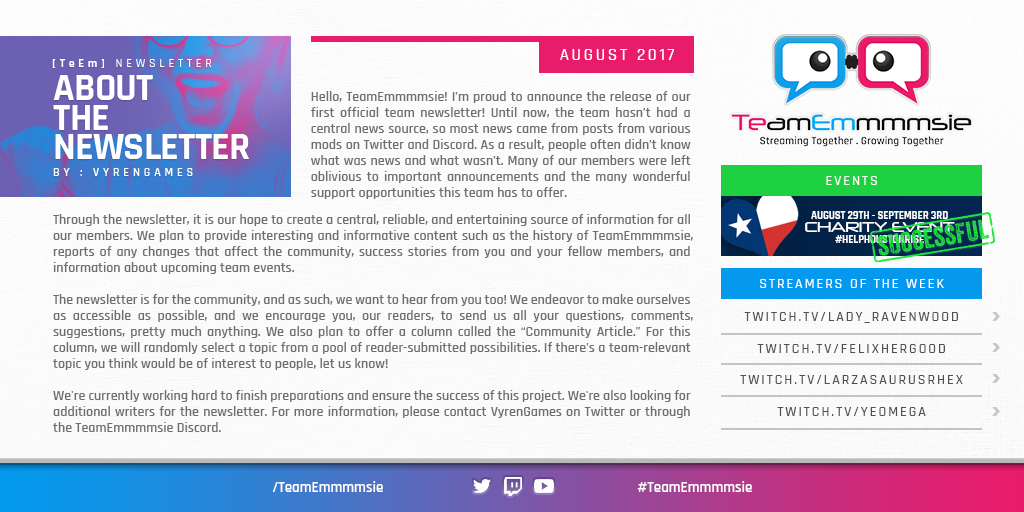 [TeEm] NEWSLETTER
ABOUT
THE
NEWSLETTER
BY : VYRENGAMES
AUGUST 2017
Hello, TeamEmmmmsie! I'm proud to announce the release of our
first official team newsletter! Until now, the team hasn't had a
central news source, so most news came from posts from various
mods on Twitter and Discord. As a result, people often didn't know
what was news and what wasn't. Many of our members were left
oblivious to important announcements and the many wonderful
support opportunities this team has to offer.
Through the newsletter, it is our hope to create a central, reliable, and entertaining source of information for all
our members. We plan to provide interesting and informative content such as the history of TeamEmmmmsie,
reports of any changes that affect the community, success stories from you and your fellow members, and
information about upcoming team events.
The newsletter is for the community, and as such, we want to hear from you too! We endeavor to make ourselves
as accessible as possible, and we encourage you, our readers, to send us all your questions, comments,
suggestions, pretty much anything. We also plan to offer a column called the “Community Article.” For this
column, we will randomly select a topic from a pool of reader-submitted possibilities. If there's a team-relevant
topic you think would be of interest to people, let us know!
We're currently working hard to finish preparations and ensure the success of this project. We're also looking for
additional writers for the newsletter. For more information, please contact VyrenGames on Twitter or through
the TeamEmmmmsie Discord.
TeamEmmmmsie
Streaming Together . Growing Together
EVENTS
AUGUST 29TH - SEPTEMBER 3RD
CHARITY EVENT
#HELPHOUSTONRISE
SUCCESSFUL
STREAMERS OF THE WEEK
TWITCH.TV/LADY_RAVENWOOD
TWITCH.TV/FELIXHERGOOD
TWITCH.TV/LARZASAURUSRHEX
TWITCH.TV/YEOMEGA
/TeamEmmmmsie
#TeamEmmmmsie